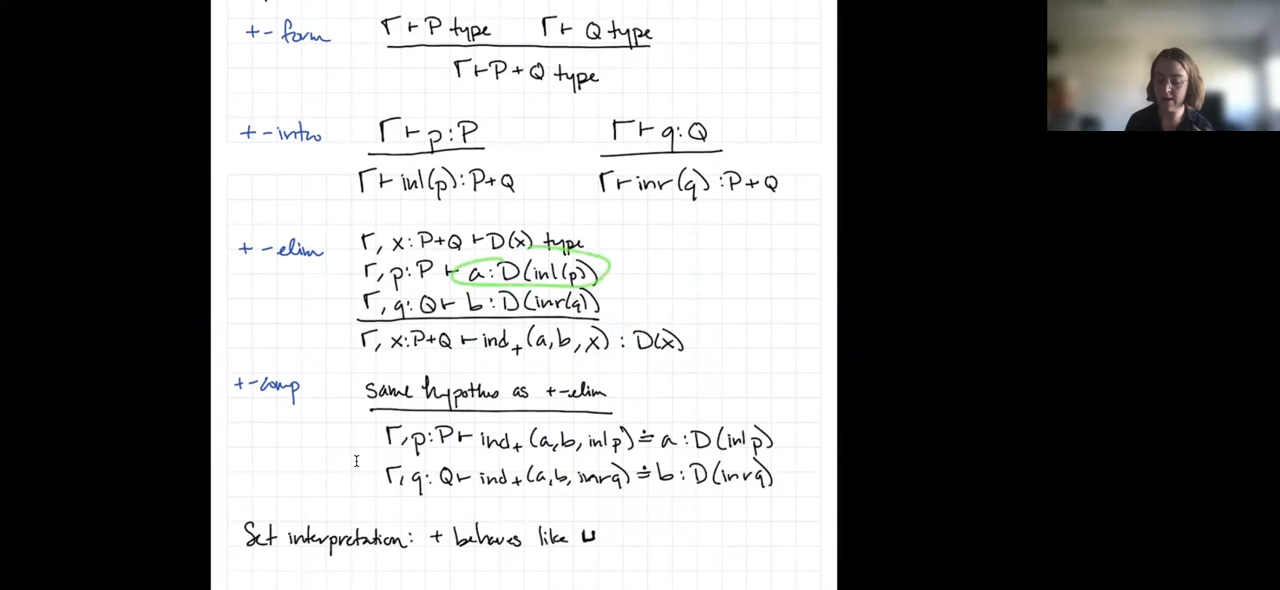 +- form Γ ⊢ P type Γ ⊢ Q type
Γ ⊢ P + Q type
+ -intro Γ ⊢ p : P Γ ⊢ q : Q
Γ ⊢ inl(p) : P+Q Γ ⊢ inr(q) : P+Q
+ -elim Γ, x : P+Q ⊢ D(x) type
Γ, p : P ⊢ a : D(inl(p))
Γ, q : Q ⊢ b : D(inr(q))
Γ, x : P+Q ⊢ ind₊(a, b, x) : D(x)
+-comp same hypothes as +-elim
Γ, p : P ⊢ ind₊(a, b, inl p) ≐ a : D(inl p)
Γ, q : Q ⊢ ind₊(a, b, inr q) ≐ b : D(inr q)
Set interpretation: + behaves like ⊔